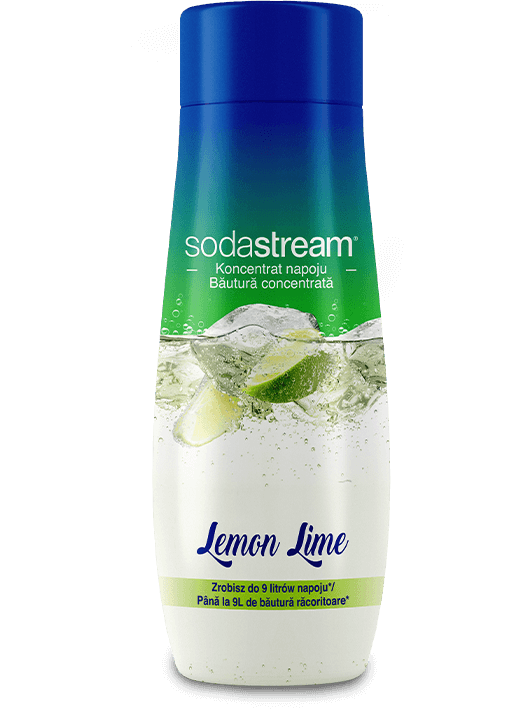 sodastream®
Koncentrat napoju
Băutură concentrată
Lemon Lime
Zrobisz do 9 litrów napoju*/
Până la 9L de băutură răcoritoare*